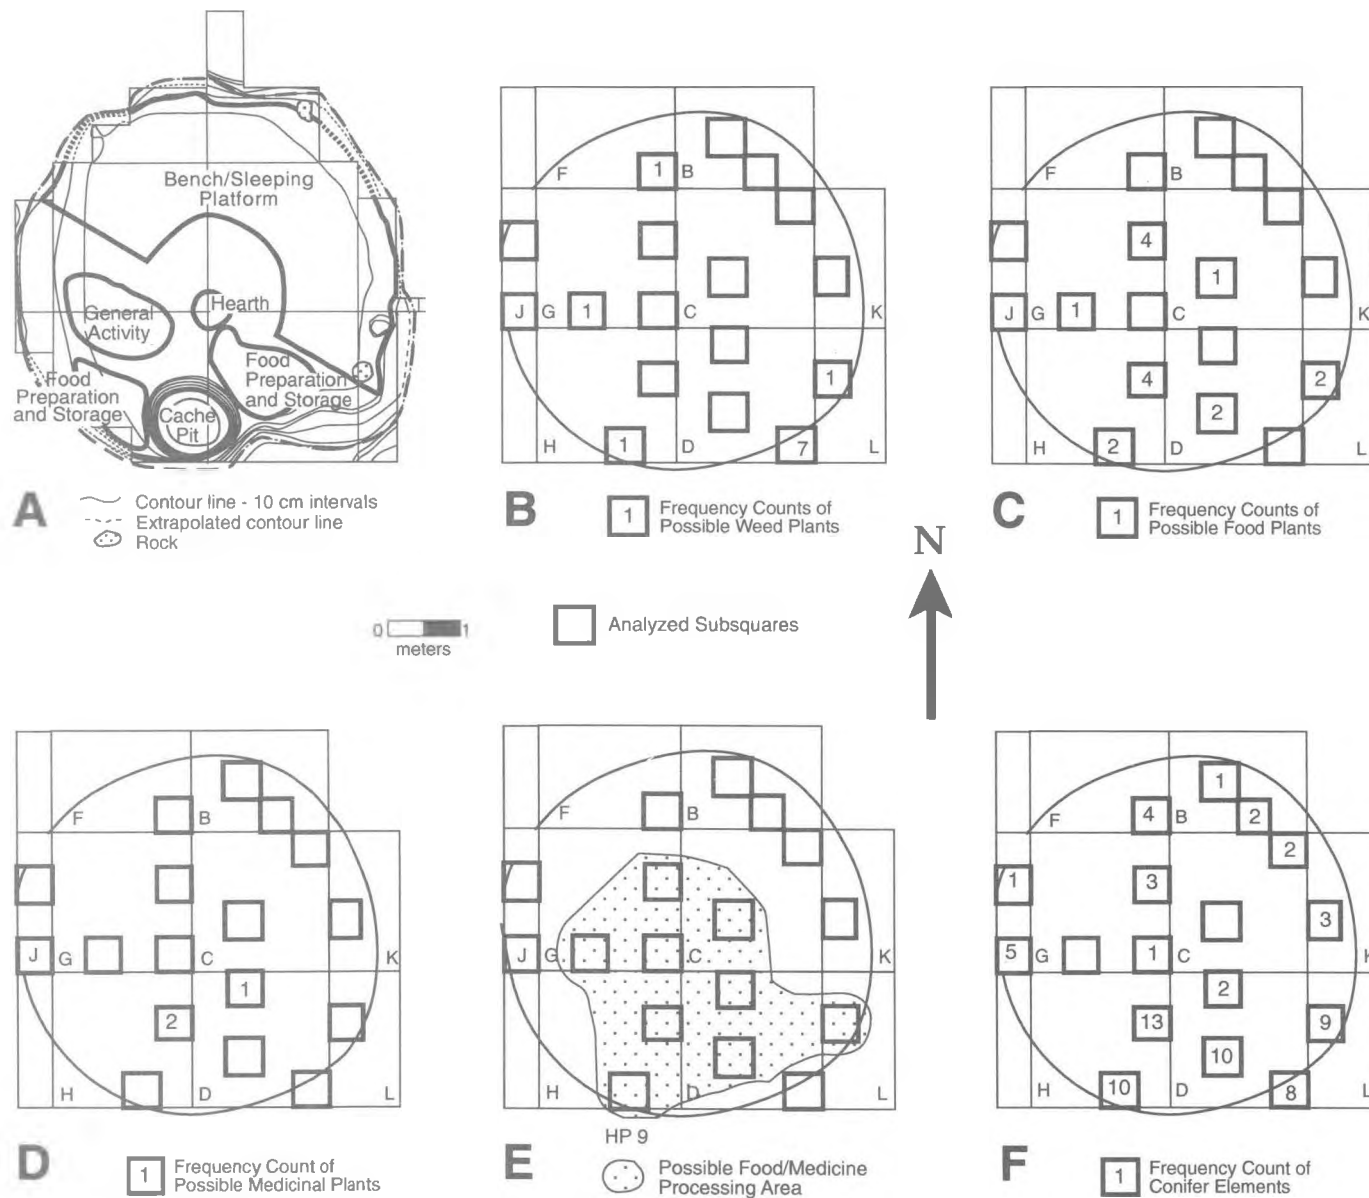 Bench/Sleeping
Platform
Hearth
General
Activity
Food
Preparation
and Storage
Food
Preparation
and Storage
Cache
Pit
A
Contour line - 10 cm intervals
Extrapolated contour line
Rock
F
1
B
J
G
1
C
K
1
H
1
D
7
L
B
1
Frequency Counts of
Possible Weed Plants
F
B
4
1
J
G
1
C
K
4
2
2
H
2
D
L
C
1
Frequency Counts of
Possible Food Plants
N
0
1
meters
Analyzed Subsquares
F
B
J
G
C
K
1
2
H
D
L
D
1
Frequency Count of
Possible Medicinal Plants
F
B
J
G
C
K
H
D
L
HP 9
E
Possible Food/Medicine
Processing Area
1
F
4
B
2
2
1
3
3
5
G
1
C
K
2
13
9
10
H
10
D
8
L
F
1
Frequency Count of
Conifer Elements